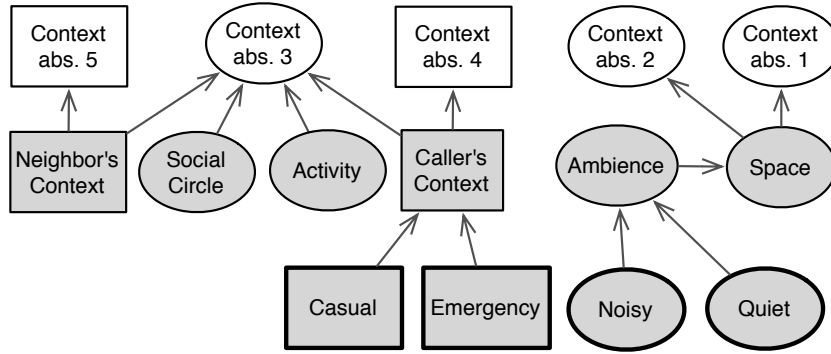 Context
abs. 5
Context
abs. 3
Context
abs. 4
Context
abs. 2
Context
abs. 1
Neighbor's
Context
Social
Circle
Activity
Caller's
Context
Ambience
Space
Casual
Emergency
Noisy
Quiet